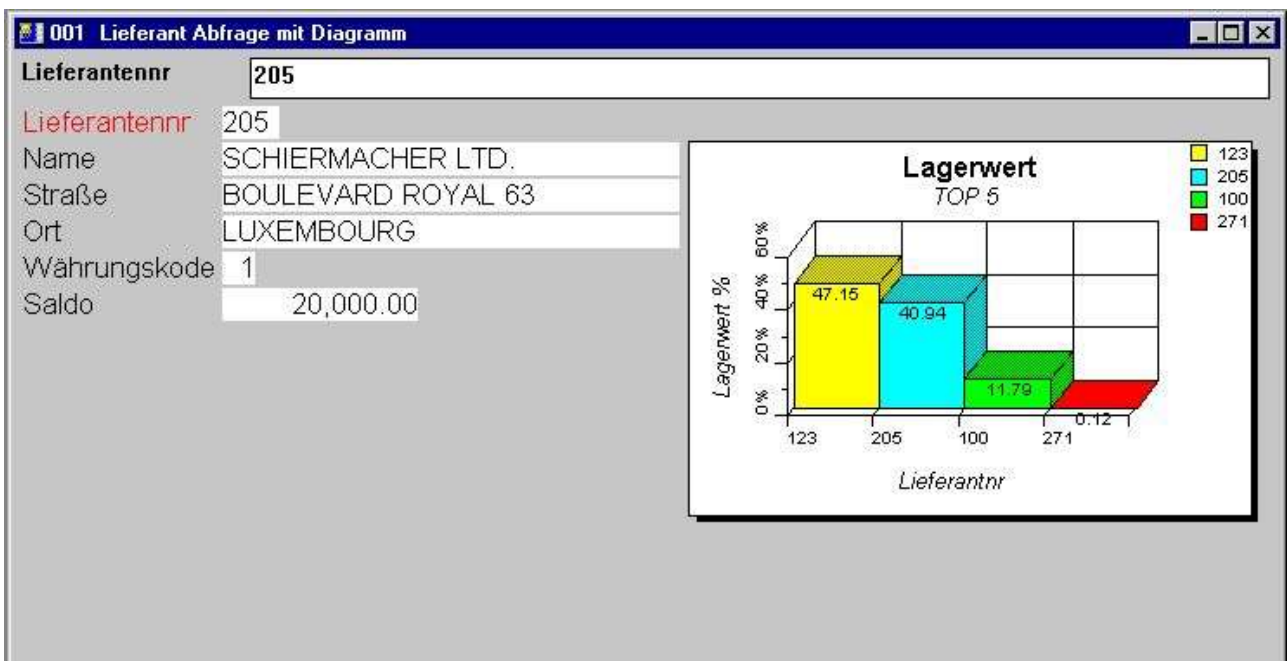 001 Lieferant Abfrage mit Diagramm
Lieferantennr 205
Lieferantennr 205
Name SCHIERMACHER LTD.
Straße BOULEVARD ROYAL 63
Ort LUXEMBOURG
Währungskode 1
Saldo 20,000.00
Lagerwert
TOP 5
123
205
100
271
Lagerwert %
60%
40%
20%
0%
47.15
40.94
11.79
0.12
123 205 100 271
Lieferantnr